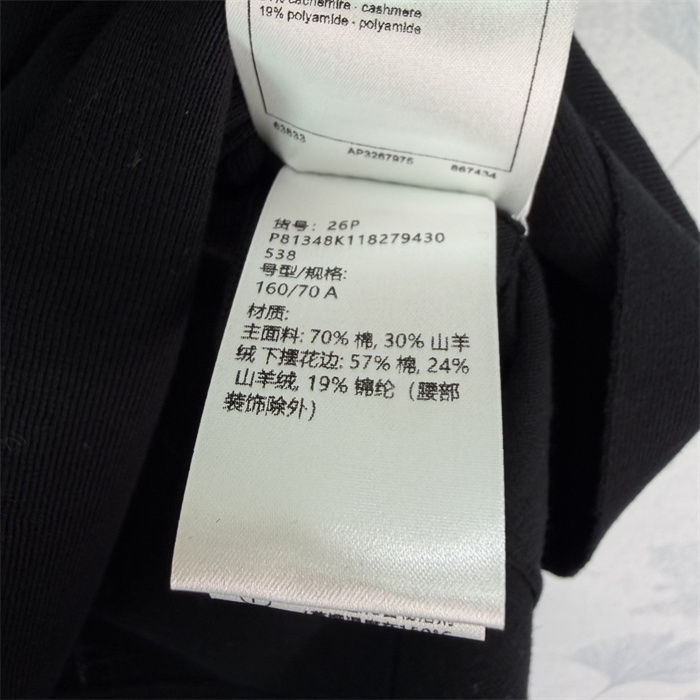 cachemire - cashmere
19% polyamide - polyamide
63833 AP3267975 867434
货号: 26P
P81348K118279430
538
号型/规格:
160/70 A
材质:
主面料: 70% 棉, 30% 山羊
绒 下摆花边: 57% 棉, 24%
山羊绒, 19% 锦纶（腰部
装饰除外）